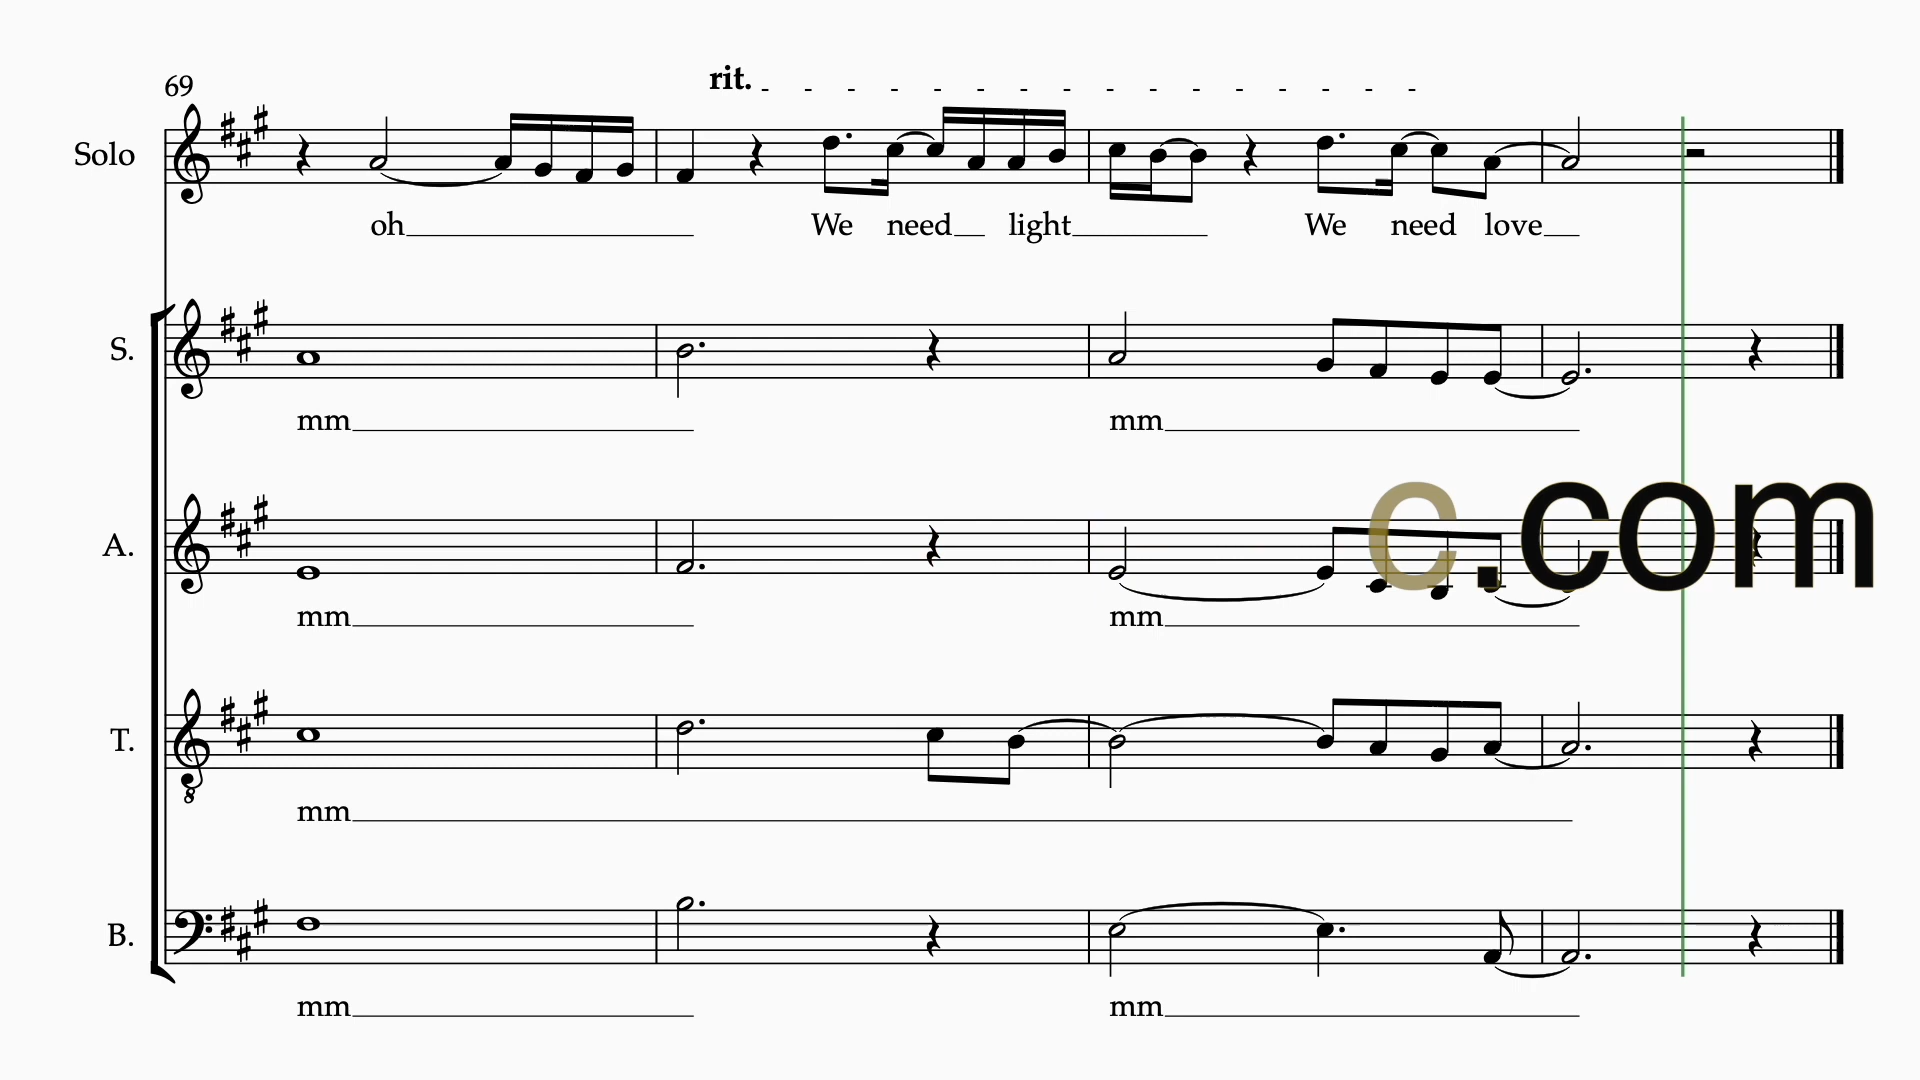 69
rit.
Solo
oh We need light We need love
S.
mm mm
c.com
A.
mm mm
T.
mm
B.
mm mm